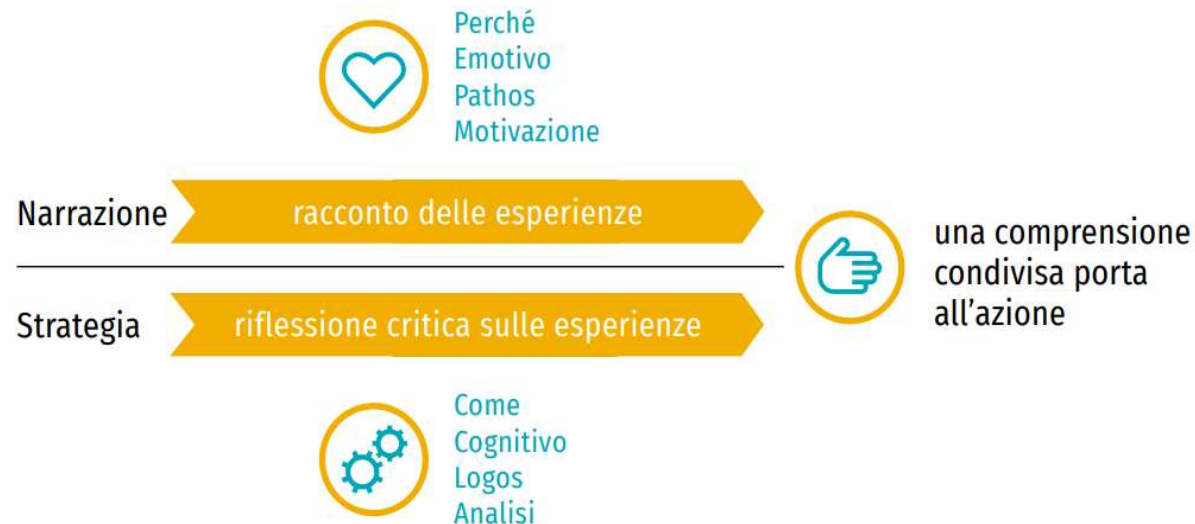 Perché
Emotivo
Pathos
Motivazione
Narrazione
racconto delle esperienze
Strategia
riflessione critica sulle esperienze
una comprensione
condivisa porta
all'azione
Come
Cognitivo
Logos
Analisi